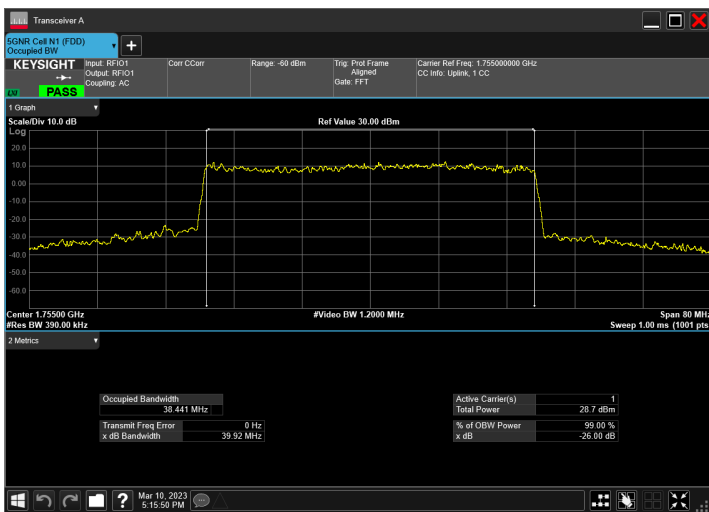 Transceiver A
5GNR Cell N1 (FDD)
Occupied BW
KEYSIGHT
LXI
PASS
Input: RFIO1
Output: RFIO1
Coupling: AC
Corr CCorr
Range: -60 dBm
Trig: Prot Frame
Aligned
Gate: FFT
Carrier Ref Freq: 1.755000000 GHz
CC Info: Uplink, 1 CC
1 Graph
Scale/Div 10.0 dB
Ref Value 30.00 dBm
Log
20.0
10.0
0.00
-10.0
-20.0
-30.0
-40.0
-50.0
-60.0
Center 1.75500 GHz
#Video BW 1.2000 MHz
Span 80 MHz
#Res BW 390.00 kHz
Sweep 1.00 ms (1001 pts
2 Metrics
Occupied Bandwidth
38.441 MHz
Transmit Freq Error 0 Hz
x dB Bandwidth 39.92 MHz
Active Carrier(s) 1
Total Power 28.7 dBm
% of OBW Power 99.00 %
x dB -26.00 dB
?
Mar 10, 2023
5:15:50 PM